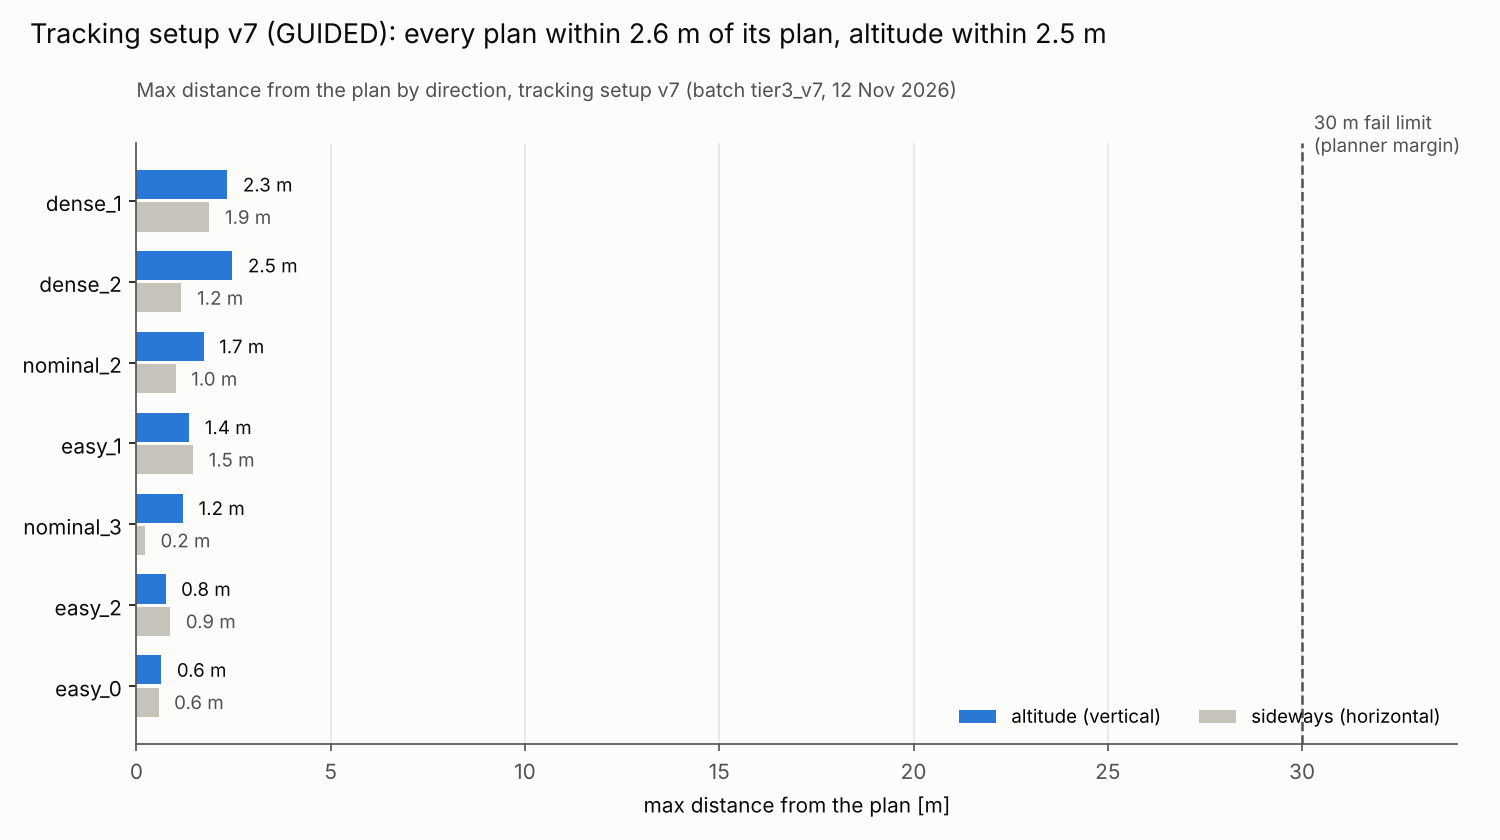 Tracking setup v7 (GUIDED): every plan within 2.6 m of its plan, altitude within 2.5 m
Max distance from the plan by direction, tracking setup v7 (batch tier3_v7, 12 Nov 2026)
30 m fail limit
(planner margin)
dense_1
2.3 m
1.9 m
dense_2
2.5 m
1.2 m
nominal_2
1.7 m
1.0 m
easy_1
1.4 m
1.5 m
nominal_3
1.2 m
0.2 m
easy_2
0.8 m
0.9 m
easy_0
0.6 m
0.6 m
altitude (vertical)
sideways (horizontal)
0 5 10 15 20 25 30
max distance from the plan [m]